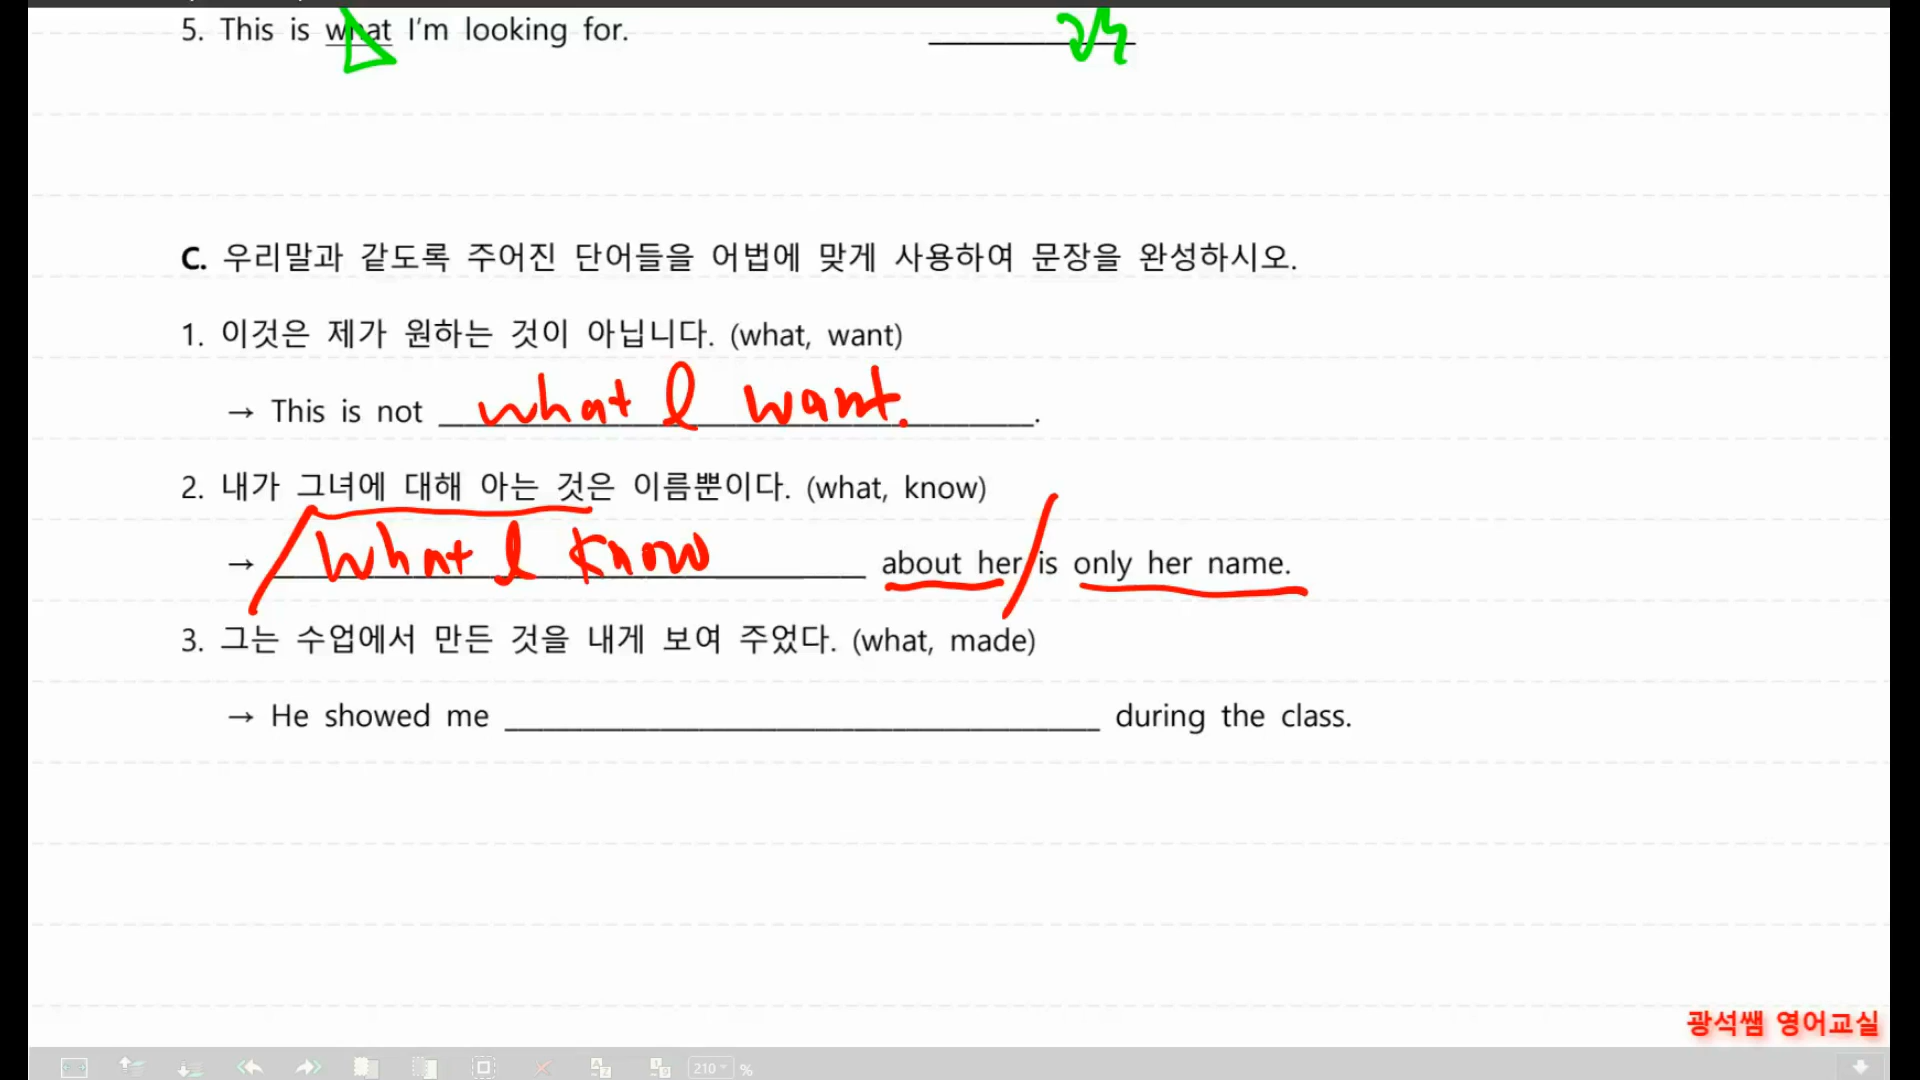 5. This is what I'm looking for. 관
C. 우리말과 같도록 주어진 단어들을 어법에 맞게 사용하여 문장을 완성하시오.
1. 이것은 제가 원하는 것이 아닙니다. (what, want)
→ This is not what I want. .
2. 내가 그녀에 대해 아는 것은 이름뿐이다. (what, know)
→ What I know about her is only her name.
3. 그는 수업에서 만든 것을 내게 보여 주었다. (what, made)
→ He showed me ______ during the class.
광석쌤 영어교실
210 %